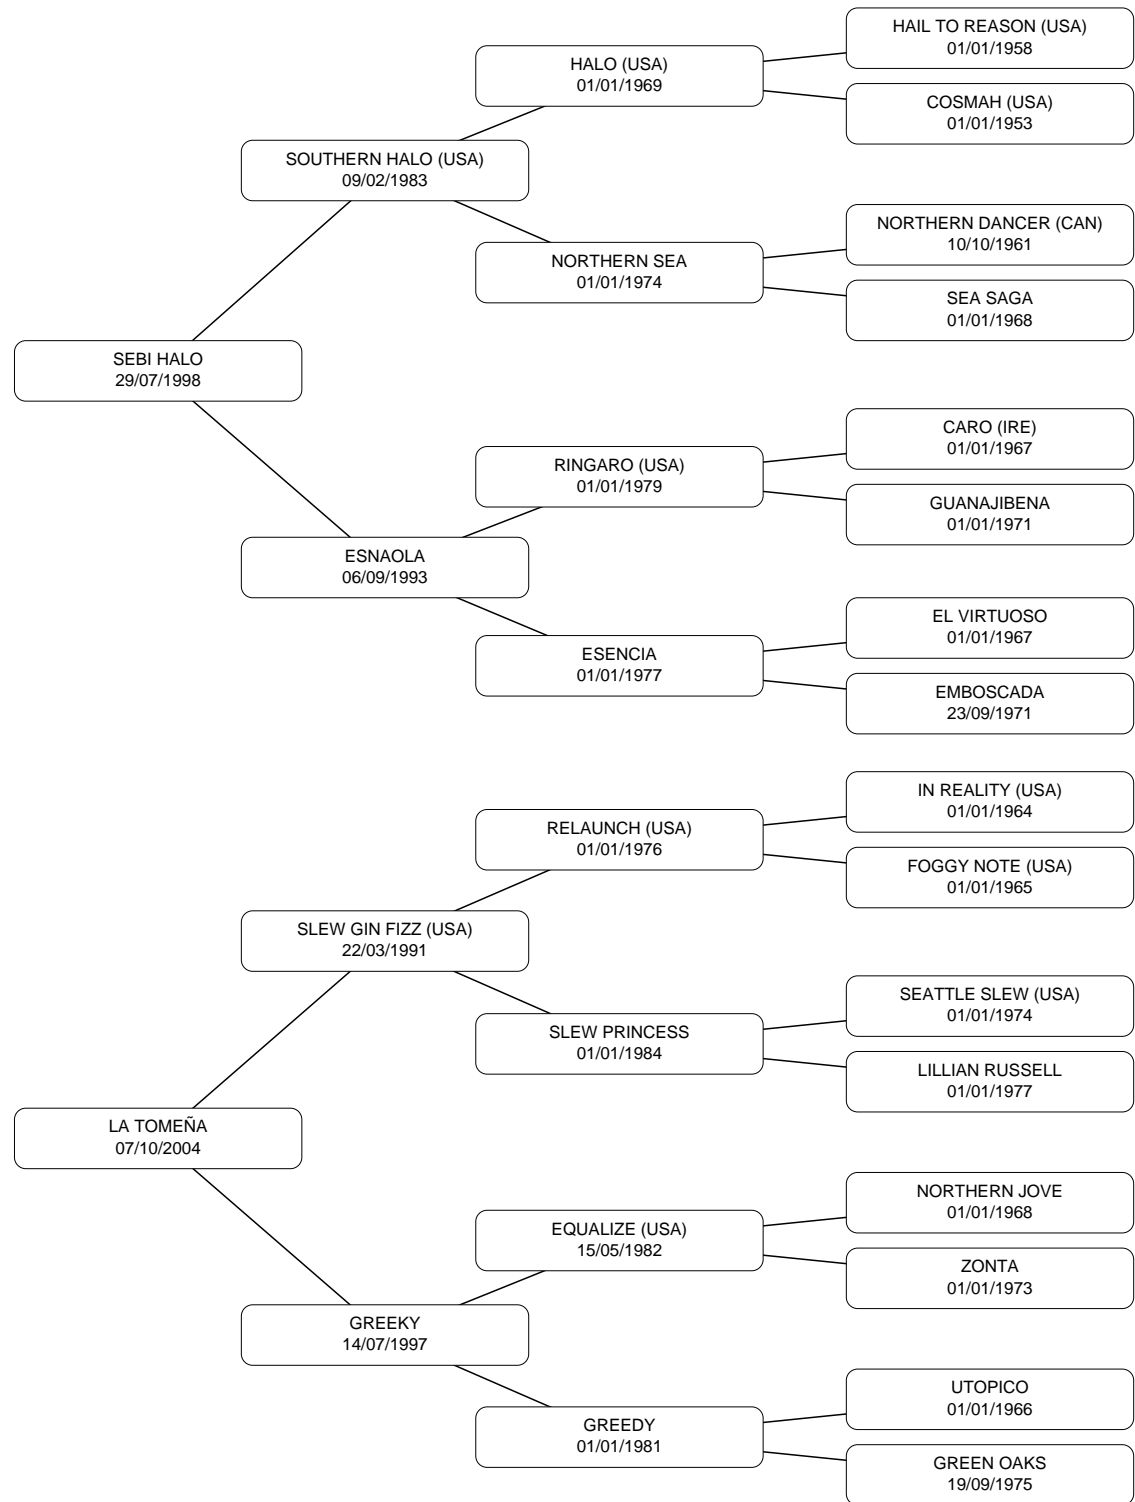 HAIL TO REASON (USA)
01/01/1958
HALO (USA)
01/01/1969
COSMAH (USA)
01/01/1953
SOUTHERN HALO (USA)
09/02/1983
NORTHERN DANCER (CAN)
10/10/1961
NORTHERN SEA
01/01/1974
SEA SAGA
01/01/1968
SEBI HALO
29/07/1998
CARO (IRE)
01/01/1967
RINGARO (USA)
01/01/1979
GUANAJIBENA
01/01/1971
ESNAOLA
06/09/1993
EL VIRTUOSO
01/01/1967
ESENCIA
01/01/1977
EMBOSCADA
23/09/1971
IN REALITY (USA)
01/01/1964
RELAUNCH (USA)
01/01/1976
FOGGY NOTE (USA)
01/01/1965
SLEW GIN FIZZ (USA)
22/03/1991
SEATTLE SLEW (USA)
01/01/1974
SLEW PRINCESS
01/01/1984
LILLIAN RUSSELL
01/01/1977
LA TOMEÑA
07/10/2004
NORTHERN JOVE
01/01/1968
EQUALIZE (USA)
15/05/1982
ZONTA
01/01/1973
GREEKY
14/07/1997
UTOPICO
01/01/1966
GREEDY
01/01/1981
GREEN OAKS
19/09/1975